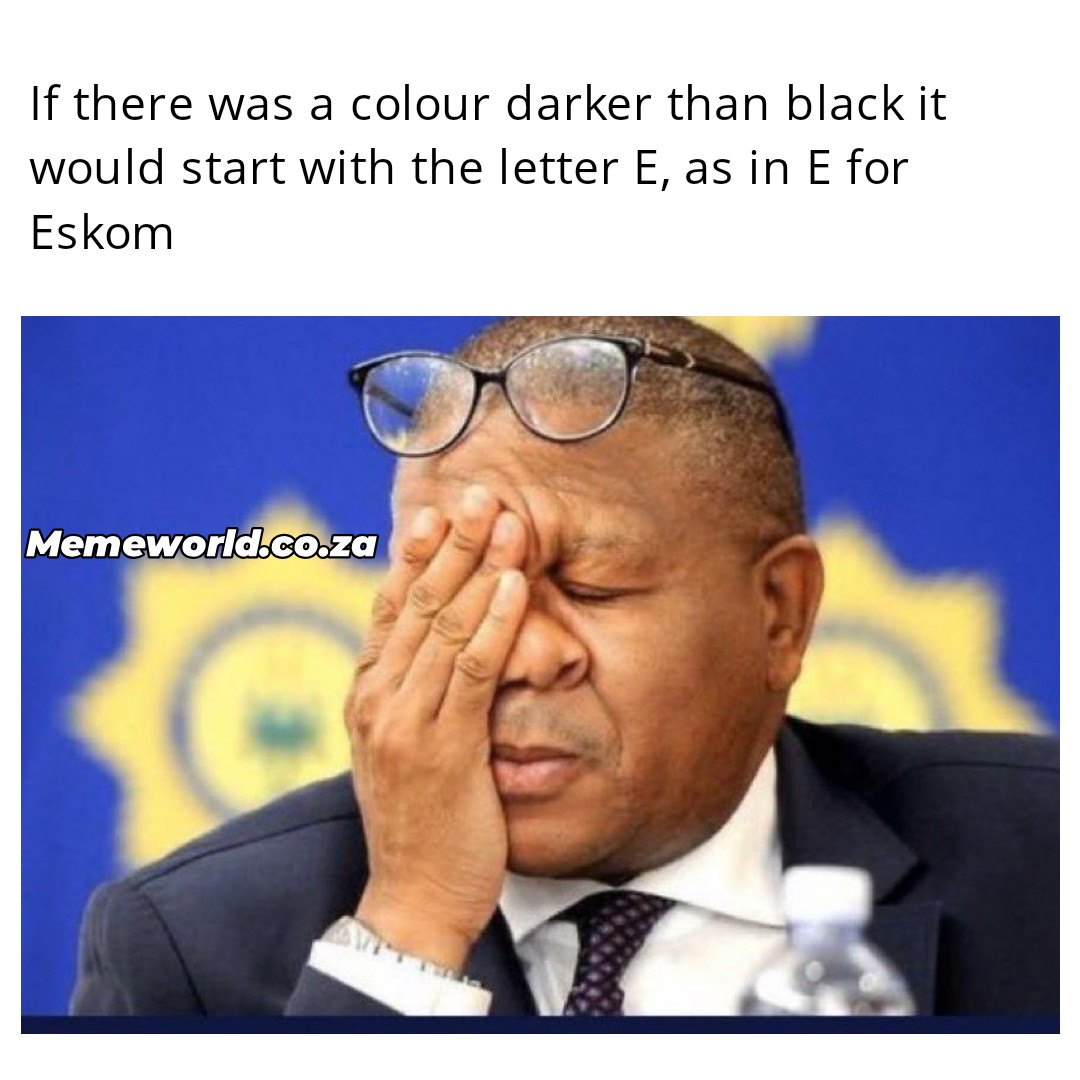 If there was a colour darker than black it
would start with the letter E, as in E for
Eskom
Memeworld.co.za